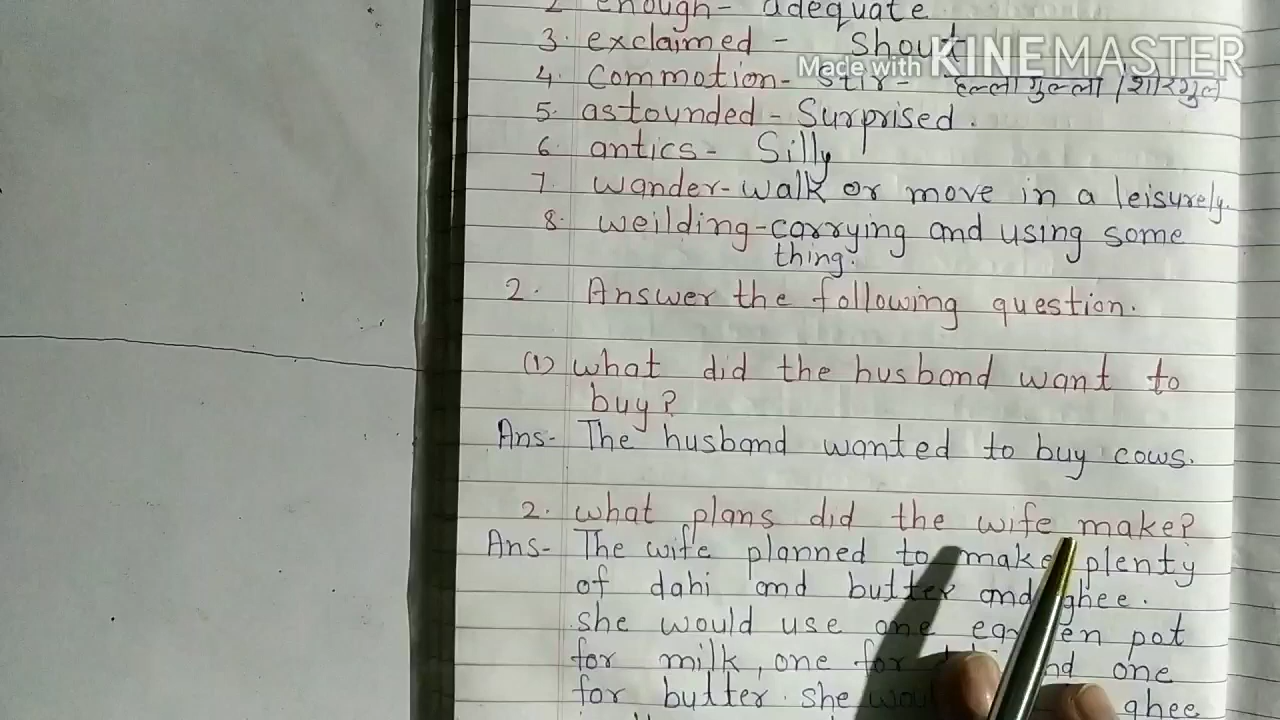 2 enough- adequate
3. exclaimed - Shout
Made with KINEMASTER
4. Commotion- Stir- हल्ला गुल्ला / शोरगुल
5. astounded - Surprised.
6. antics- Silly
7. wander-walk or move in a leisurely.
8. weilding-carrying and using some
thing.
2. Answer the following question.
(1) what did the husband want to
buy?
Ans- The husband wanted to buy cows.
2. what plans did the wife make?
Ans- The wife planned to make plenty
of dahi and butter and ghee.
she would use one pot
for milk, one for and one
for butter. she ghee